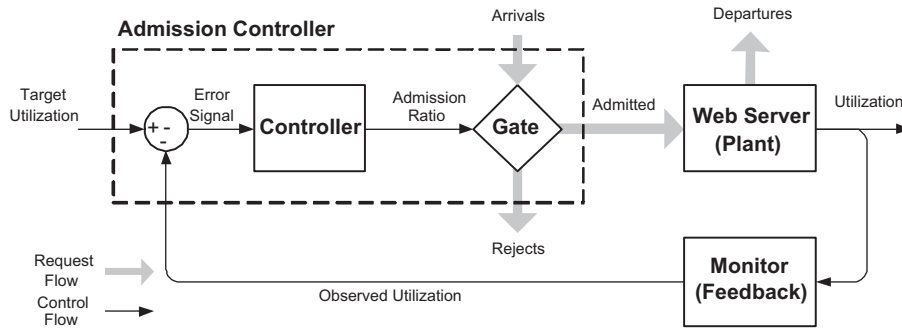 Arrivals
Departures
Admission Controller
Target
Utilization
+ -
-
Error
Signal
Controller
Admission
Ratio
Gate
Admitted
Web Server
(Plant)
Utilization
Rejects
Request
Flow
Control
Flow
Observed Utilization
Monitor
(Feedback)